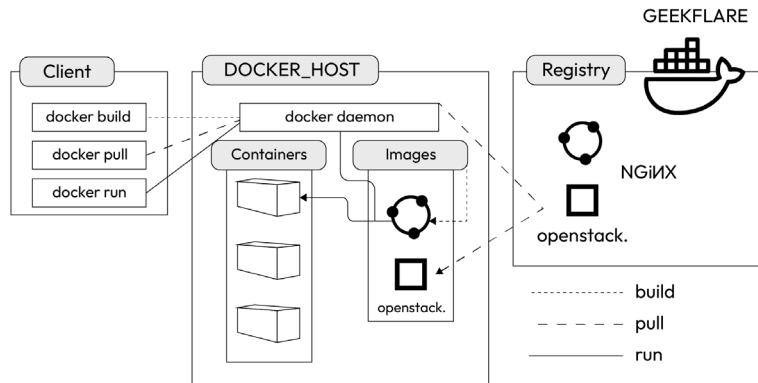 GEEKFLARE
Client
DOCKER_HOST
Registry
docker build
docker pull
docker run
docker daemon
Containers
Images
openstack.
NGiИX
openstack.
build
pull
run